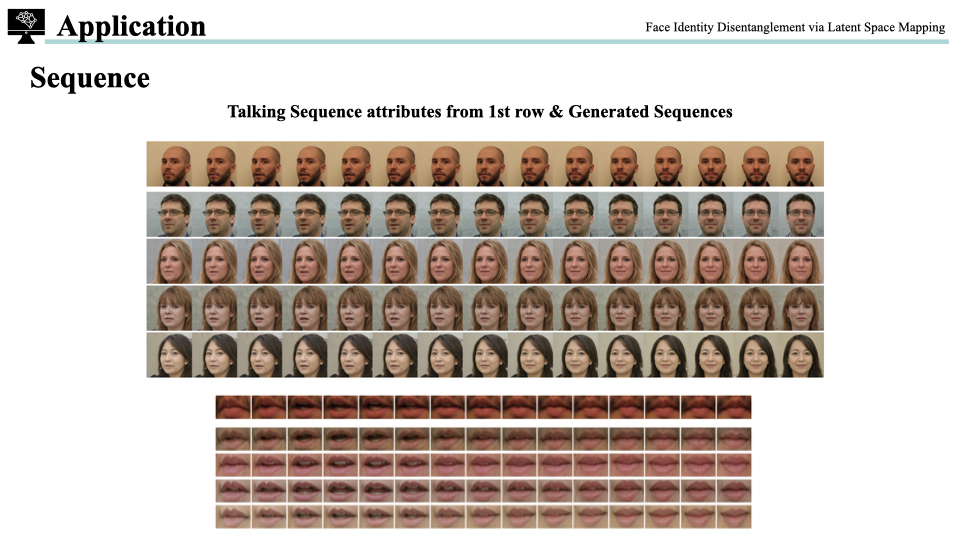 Application
Face Identity Disentanglement via Latent Space Mapping
Sequence
Talking Sequence attributes from 1st row & Generated Sequences